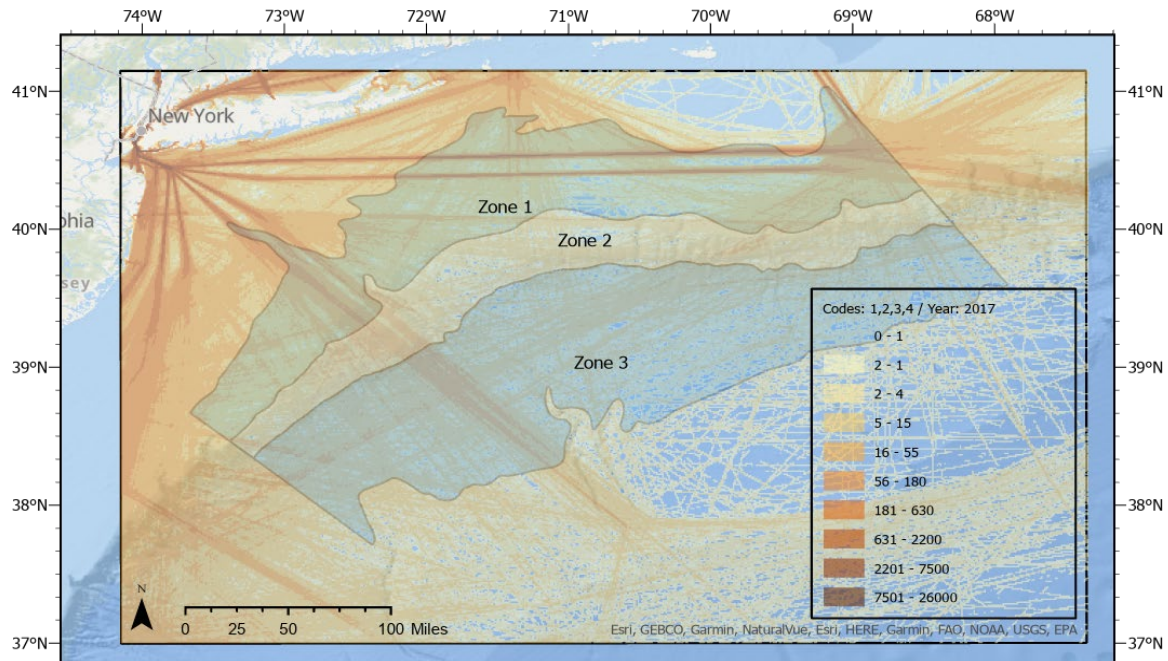 74°W 73°W 72°W 71°W 70°W 69°W 68°W
41°N 41°N
New York
Zone 1
phia
40°N 40°N
Zone 2
sey
Codes: 1,2,3,4 / Year: 2017
0 - 1
39°N 39°N
Zone 3
2 - 1
2 - 4
5 - 15
16 - 55
56 - 180
38°N 38°N
181 - 630
631 - 2200
2201 - 7500
7501 - 26000
N
0 25 50 100 Miles
Esri, GEBCO, Garmin, NaturalVue, Esri, HERE, Garmin, FAO, NOAA, USGS, EPA
37°N 37°N